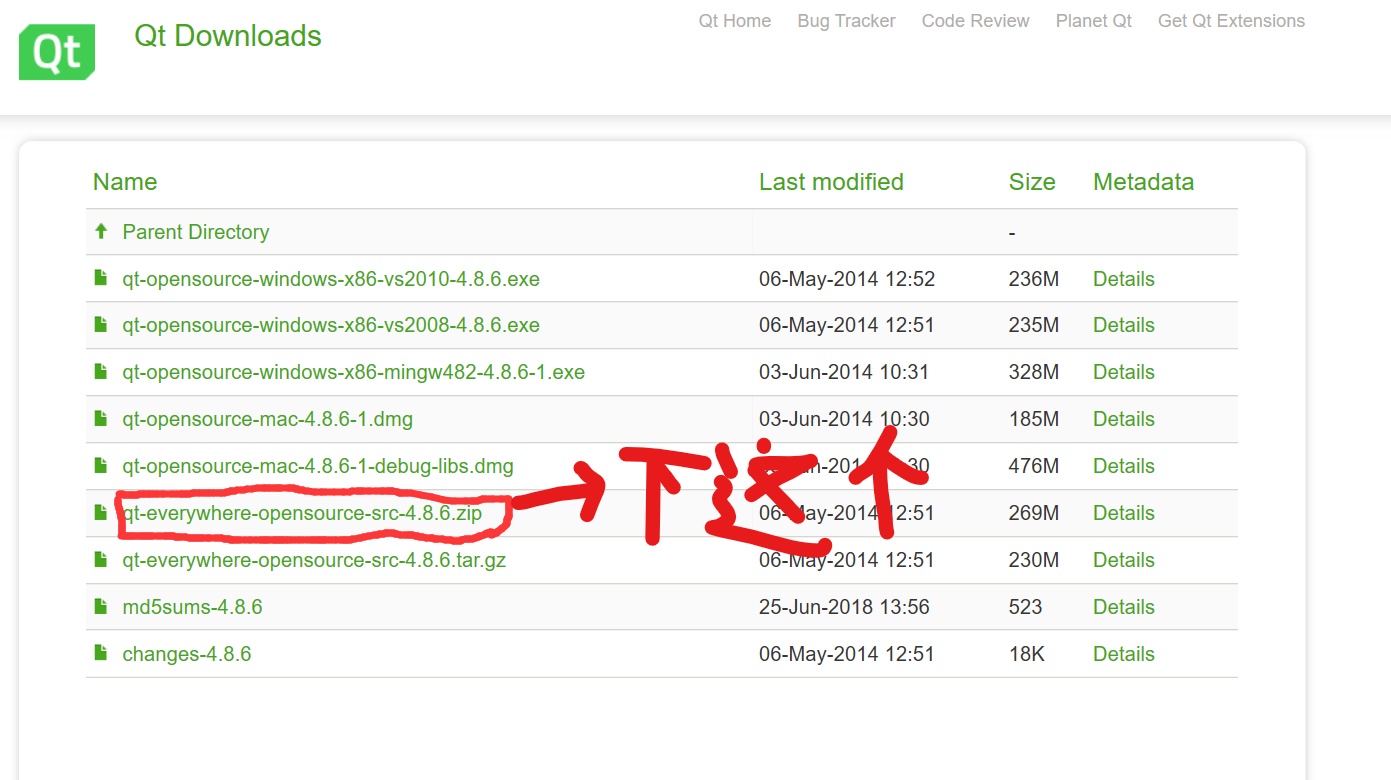 Qt
Qt Downloads
Qt Home Bug Tracker Code Review Planet Qt Get Qt Extensions
Name Last modified Size Metadata
Parent Directory -
qt-opensource-windows-x86-vs2010-4.8.6.exe 06-May-2014 12:52 236M Details
qt-opensource-windows-x86-vs2008-4.8.6.exe 06-May-2014 12:51 235M Details
qt-opensource-windows-x86-mingw482-4.8.6-1.exe 03-Jun-2014 10:31 328M Details
qt-opensource-mac-4.8.6-1.dmg 03-Jun-2014 10:30 185M Details
qt-opensource-mac-4.8.6-1-debug-libs.dmg 476M Details
下这个
qt-everywhere-opensource-src-4.8.6.zip 06-May-2014 12:51 269M Details
qt-everywhere-opensource-src-4.8.6.tar.gz 06-May-2014 12:51 230M Details
md5sums-4.8.6 25-Jun-2018 13:56 523 Details
changes-4.8.6 06-May-2014 12:51 18K Details